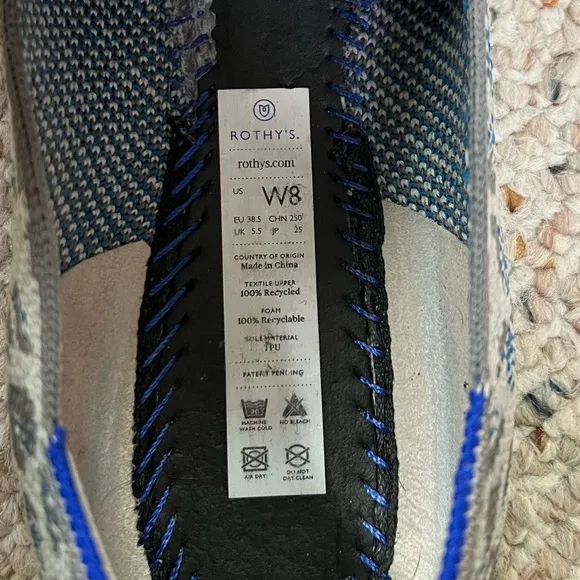 ROTHY'S.
rothys.com
US W8
EU 38.5 CHN 250
UK 5.5 JP 25
COUNTRY OF ORIGIN
Made in China
TEXTILE UPPER
100% Recycled
FOAM
100% Recyclable
SOLE MATERIAL
TPU
PATENT PENDING
MACHINE WASH COLD
NO BLEACH
AIR DRY
DO NOT DRY CLEAN